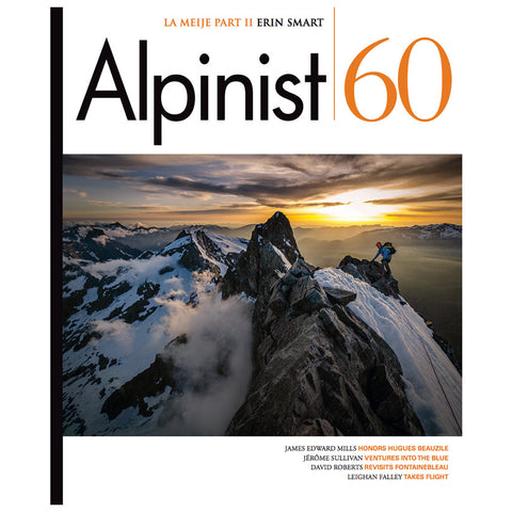 LA MEIJE PART II ERIN SMART
Alpinist 60
JAMES EDWARD MILLS HONORS HUGUES BEAUZILE
JÉRÔME SULLIVAN VENTURES INTO THE BLUE
DAVID ROBERTS REVISITS FONTAINEBLEAU
LEIGHAN FALLEY TAKES FLIGHT